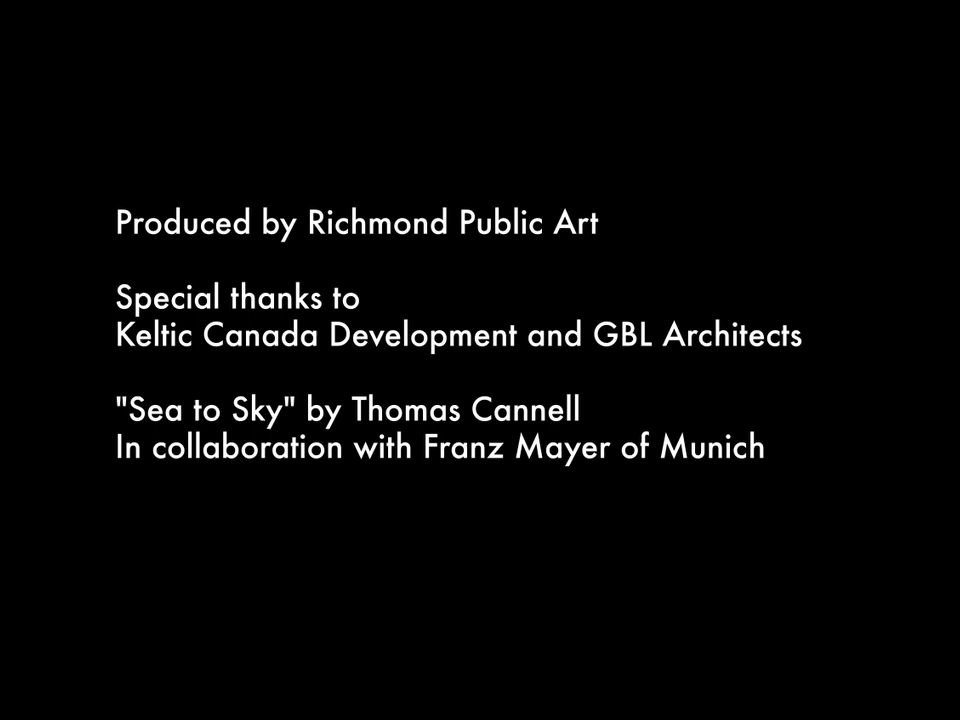 Produced by Richmond Public Art
Special thanks to
Keltic Canada Development and GBL Architects
"Sea to Sky" by Thomas Cannell
In collaboration with Franz Mayer of Munich